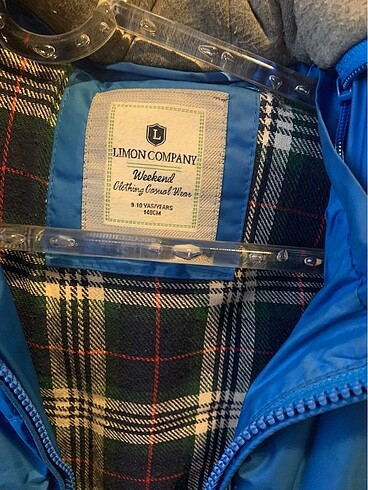 L
LIMON COMPANY
Weekend
Clothing Casual Wear
9-10 YAS/YEARS
140CM